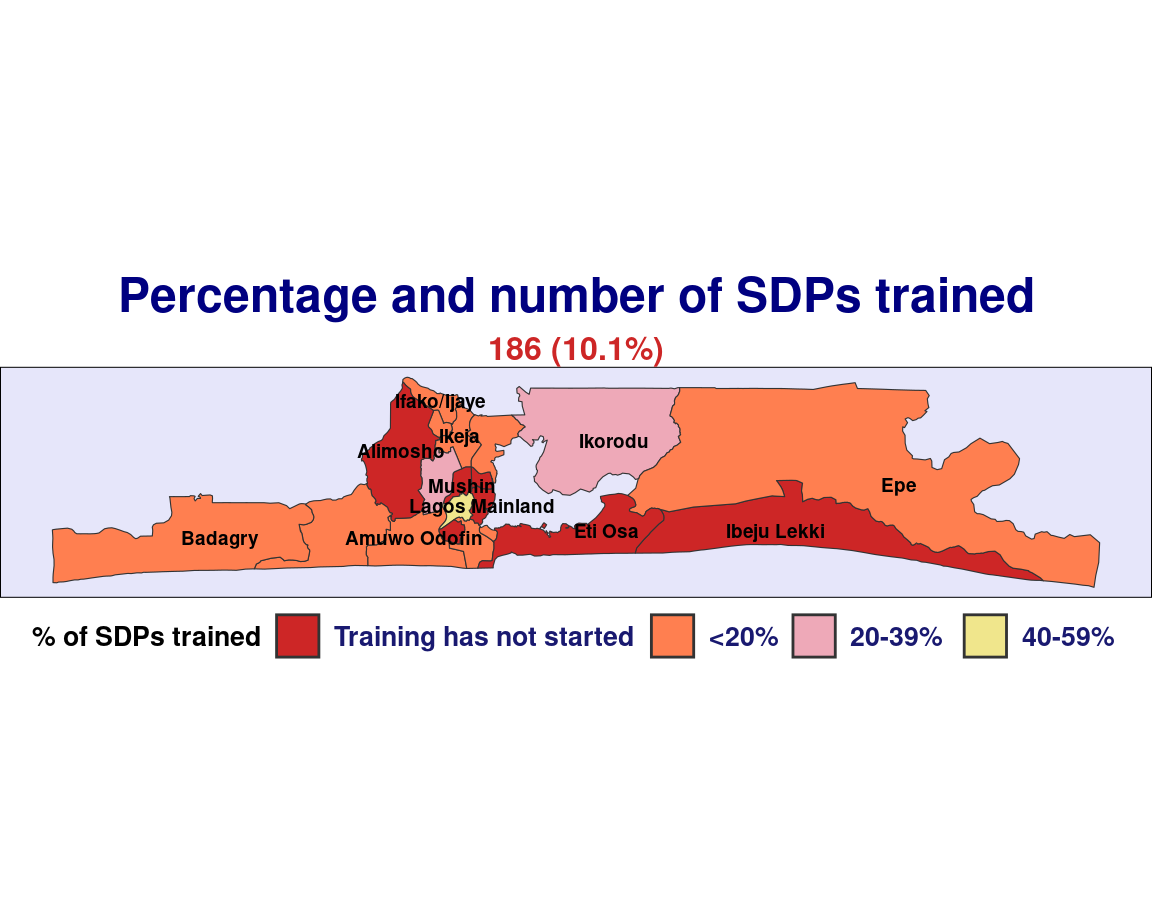 Percentage and number of SDPs trained
186 (10.1%)
Ifako/Ijaye
Ikeja
Alimosho
Ikorodu
Mushin
Lagos Mainland
Epe
Badagry
Amuwo Odofin
Eti Osa
Ibeju Lekki
% of SDPs trained Training has not started <20% 20-39% 40-59%